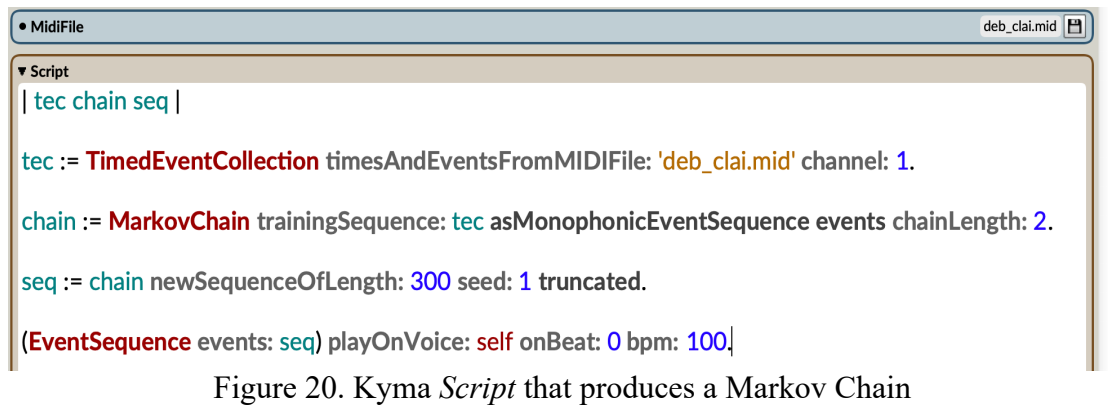 • MidiFile deb_clai.mid
▼ Script
| tec chain seq |
tec := TimedEventCollection timesAndEventsFromMIDIFile: 'deb_clai.mid' channel: 1.
chain := MarkovChain trainingSequence: tec asMonophonicEventSequence events chainLength: 2.
seq := chain newSequenceOfLength: 300 seed: 1 truncated.
(EventSequence events: seq) playOnVoice: self onBeat: 0 bpm: 100.
Figure 20. Kyma Script that produces a Markov Chain